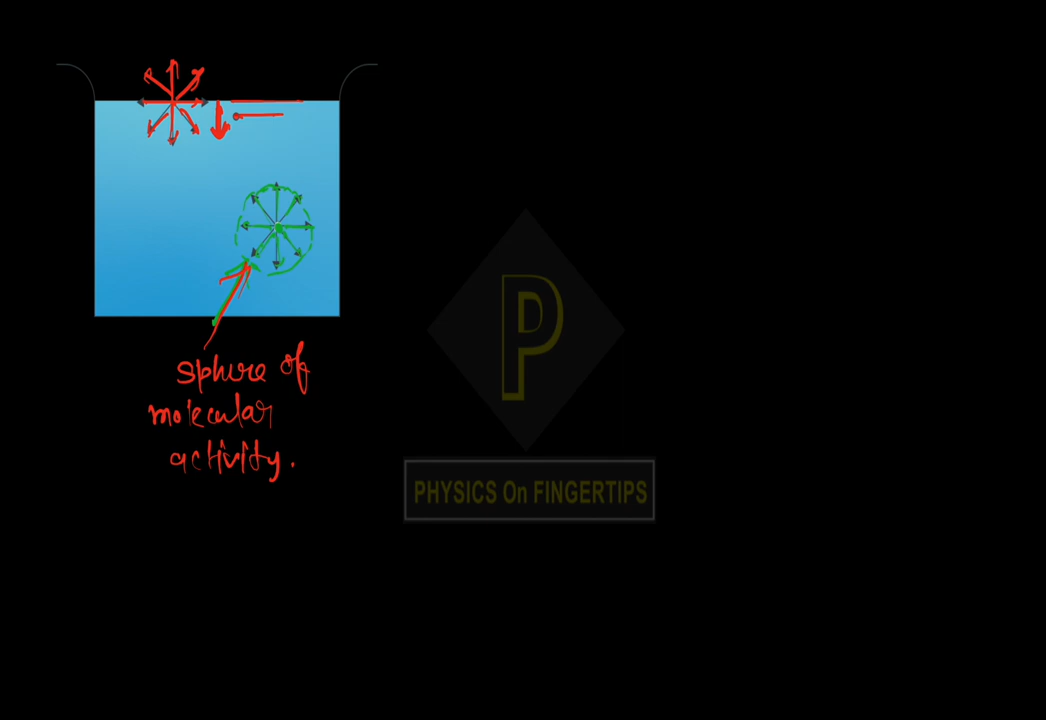 sphere of
molecular
activity.
P
PHYSICS On FINGERTIPS